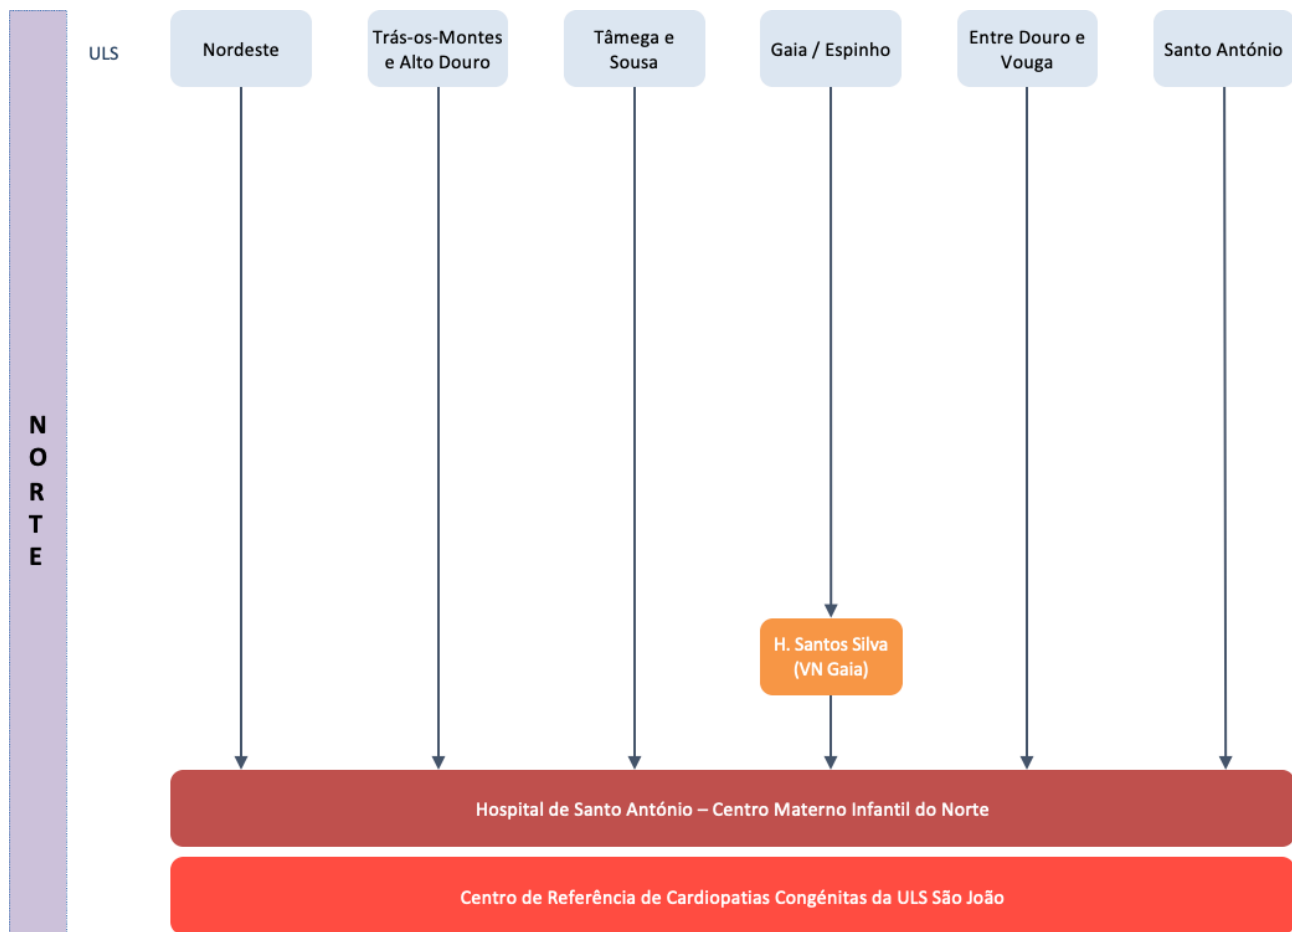 ULS
Nordeste
Trás-os-Montes
e Alto Douro
Tâmega e
Sousa
Gaia / Espinho
Entre Douro e
Vouga
Santo António
N
O
R
T
E
H. Santos Silva
(VN Gaia)
Hospital de Santo António – Centro Materno Infantil do Norte
Centro de Referência de Cardiopatias Congénitas da ULS São João